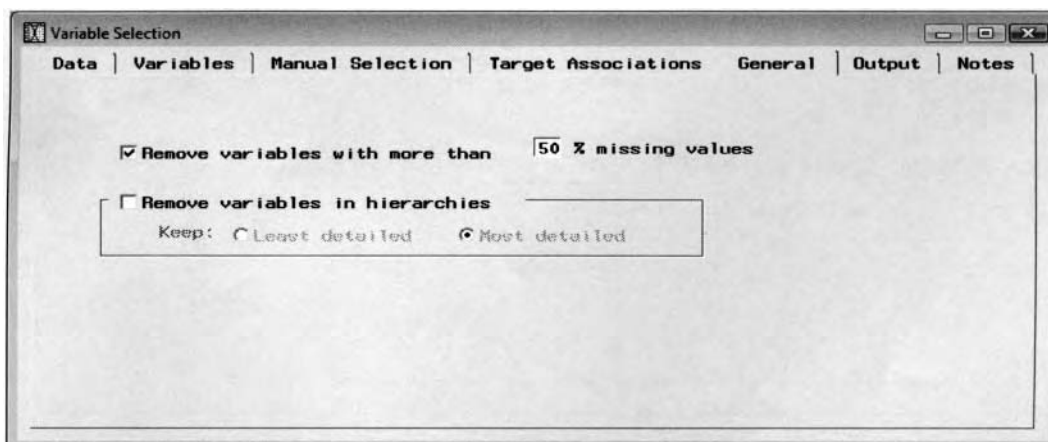 Variable Selection
Data Variables Manual Selection Target Associations General Output Notes
Remove variables with more than 50 % missing values
Remove variables in hierarchies
Keep: Least detailed Most detailed